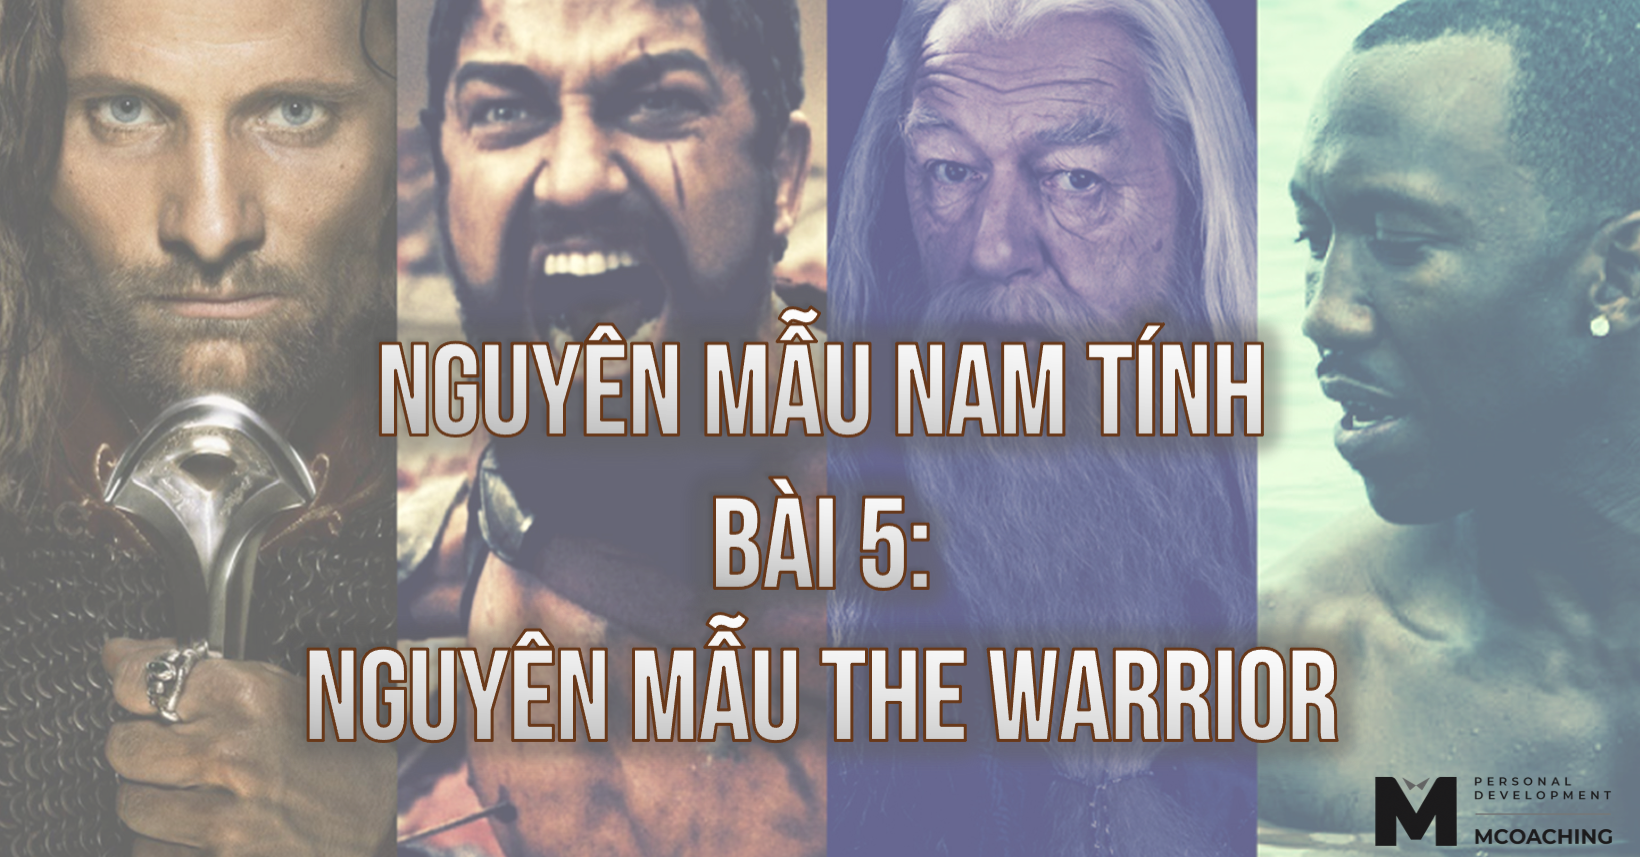 NGUYÊN MẪU NAM TÍNH
BÀI 5:
NGUYÊN MẪU THE WARRIOR
M
PERSONAL
DEVELOPMENT
MCOACHING